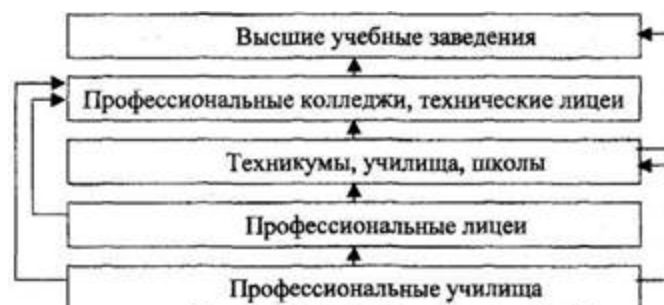 Высшие учебные заведения
Профессиональные колледжи, технические лицеи
Техникумы, училища, школы
Профессиональные лицеи
Профессиональные училища